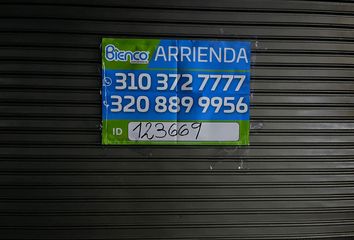 Bienco ARRIENDA
310 372 7777
320 889 9956
ID 123669